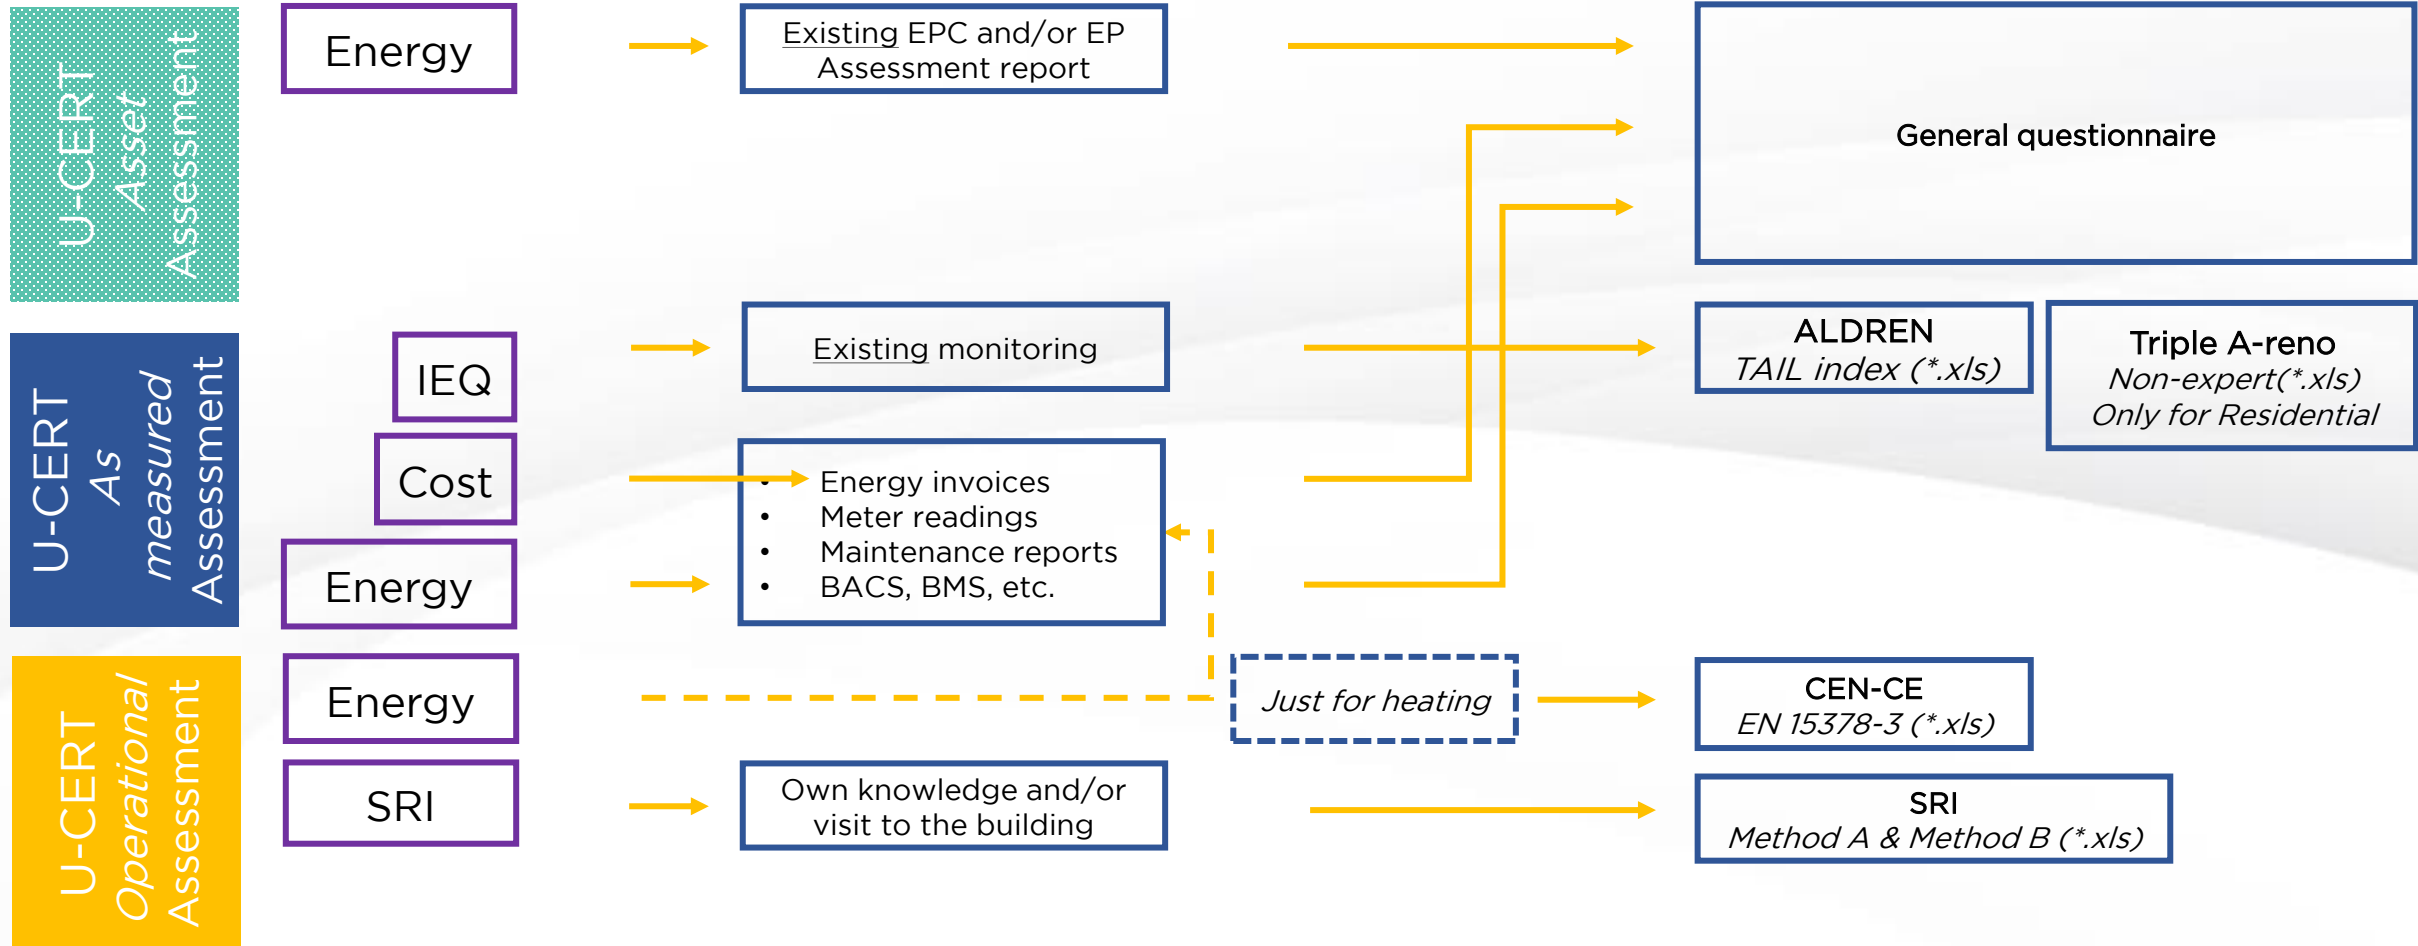 U-CERT
Asset
Assessment
Energy
Existing EPC and/or EP
Assessment report
General questionnaire
U-CERT
As
measured
Assessment
IEQ
Existing monitoring
ALDREN
TAIL index (*.xls)
Triple A-reno
Non-expert(*.xls)
Only for Residential
Cost
• Energy invoices
• Meter readings
• Maintenance reports
• BACS, BMS, etc.
Energy
U-CERT
Operational
Assessment
Energy
Just for heating
CEN-CE
EN 15378-3 (*.xls)
SRI
Own knowledge and/or
visit to the building
SRI
Method A & Method B (*.xls)